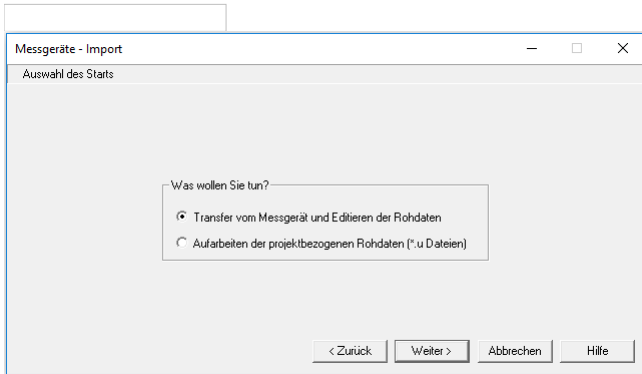 Messgeräte - Import
Auswahl des Starts
Was wollen Sie tun?
Transfer vom Messgerät und Editieren der Rohdaten
Aufarbeiten der projektbezogenen Rohdaten (*.u Dateien)
< Zurück Weiter > Abbrechen Hilfe